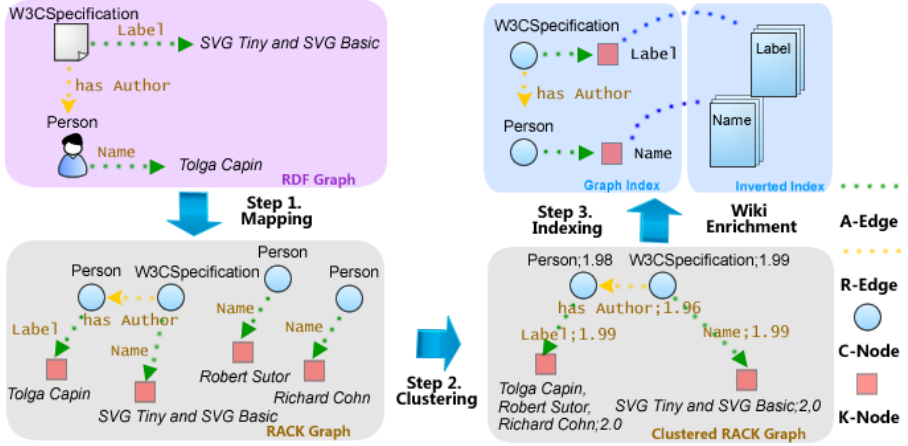 W3CSpecification
Label
SVG Tiny and SVG Basic
has Author
Person
Name
Tolga Capin
RDF Graph
Step 1.
Mapping
Person
W3CSpecification
Person
Person
Label
has Author
Name
Name
Name
Tolga Capin
SVG Tiny and SVG Basic
Robert Sutor
Richard Cohn
RACK Graph
Step 2.
Clustering
Person;1.98
W3CSpecification;1.99
has Author;1.96
Label;1.99
Name;1.99
Tolga Capin,
Robert Sutor,
Richard Cohn;2.0
SVG Tiny and SVG Basic;2,0
Clustered RACK Graph
Step 3.
Indexing
Wiki
Enrichment
W3CSpecification
Label
has Author
Person
Name
Graph Index
Label
Name
Inverted Index
A-Edge
R-Edge
C-Node
K-Node